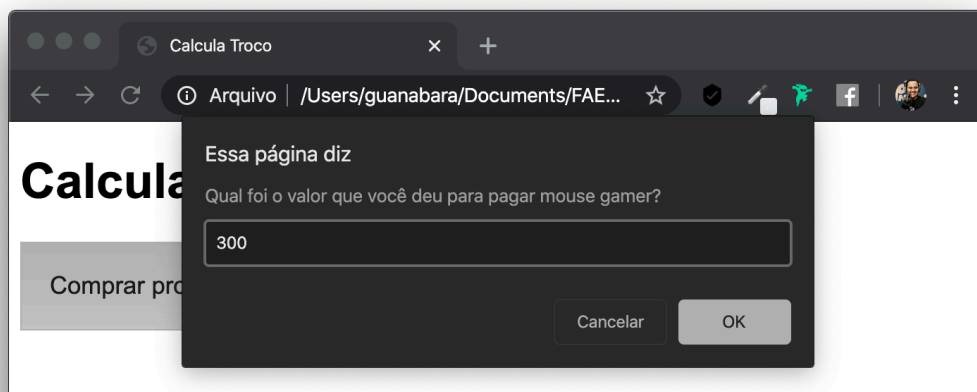 Calcula Troco
Arquivo /Users/guanabara/Documents/FAE...
Essa página diz
Calcula
Qual foi o valor que você deu para pagar mouse gamer?
300
Comprar pro
Cancelar OK